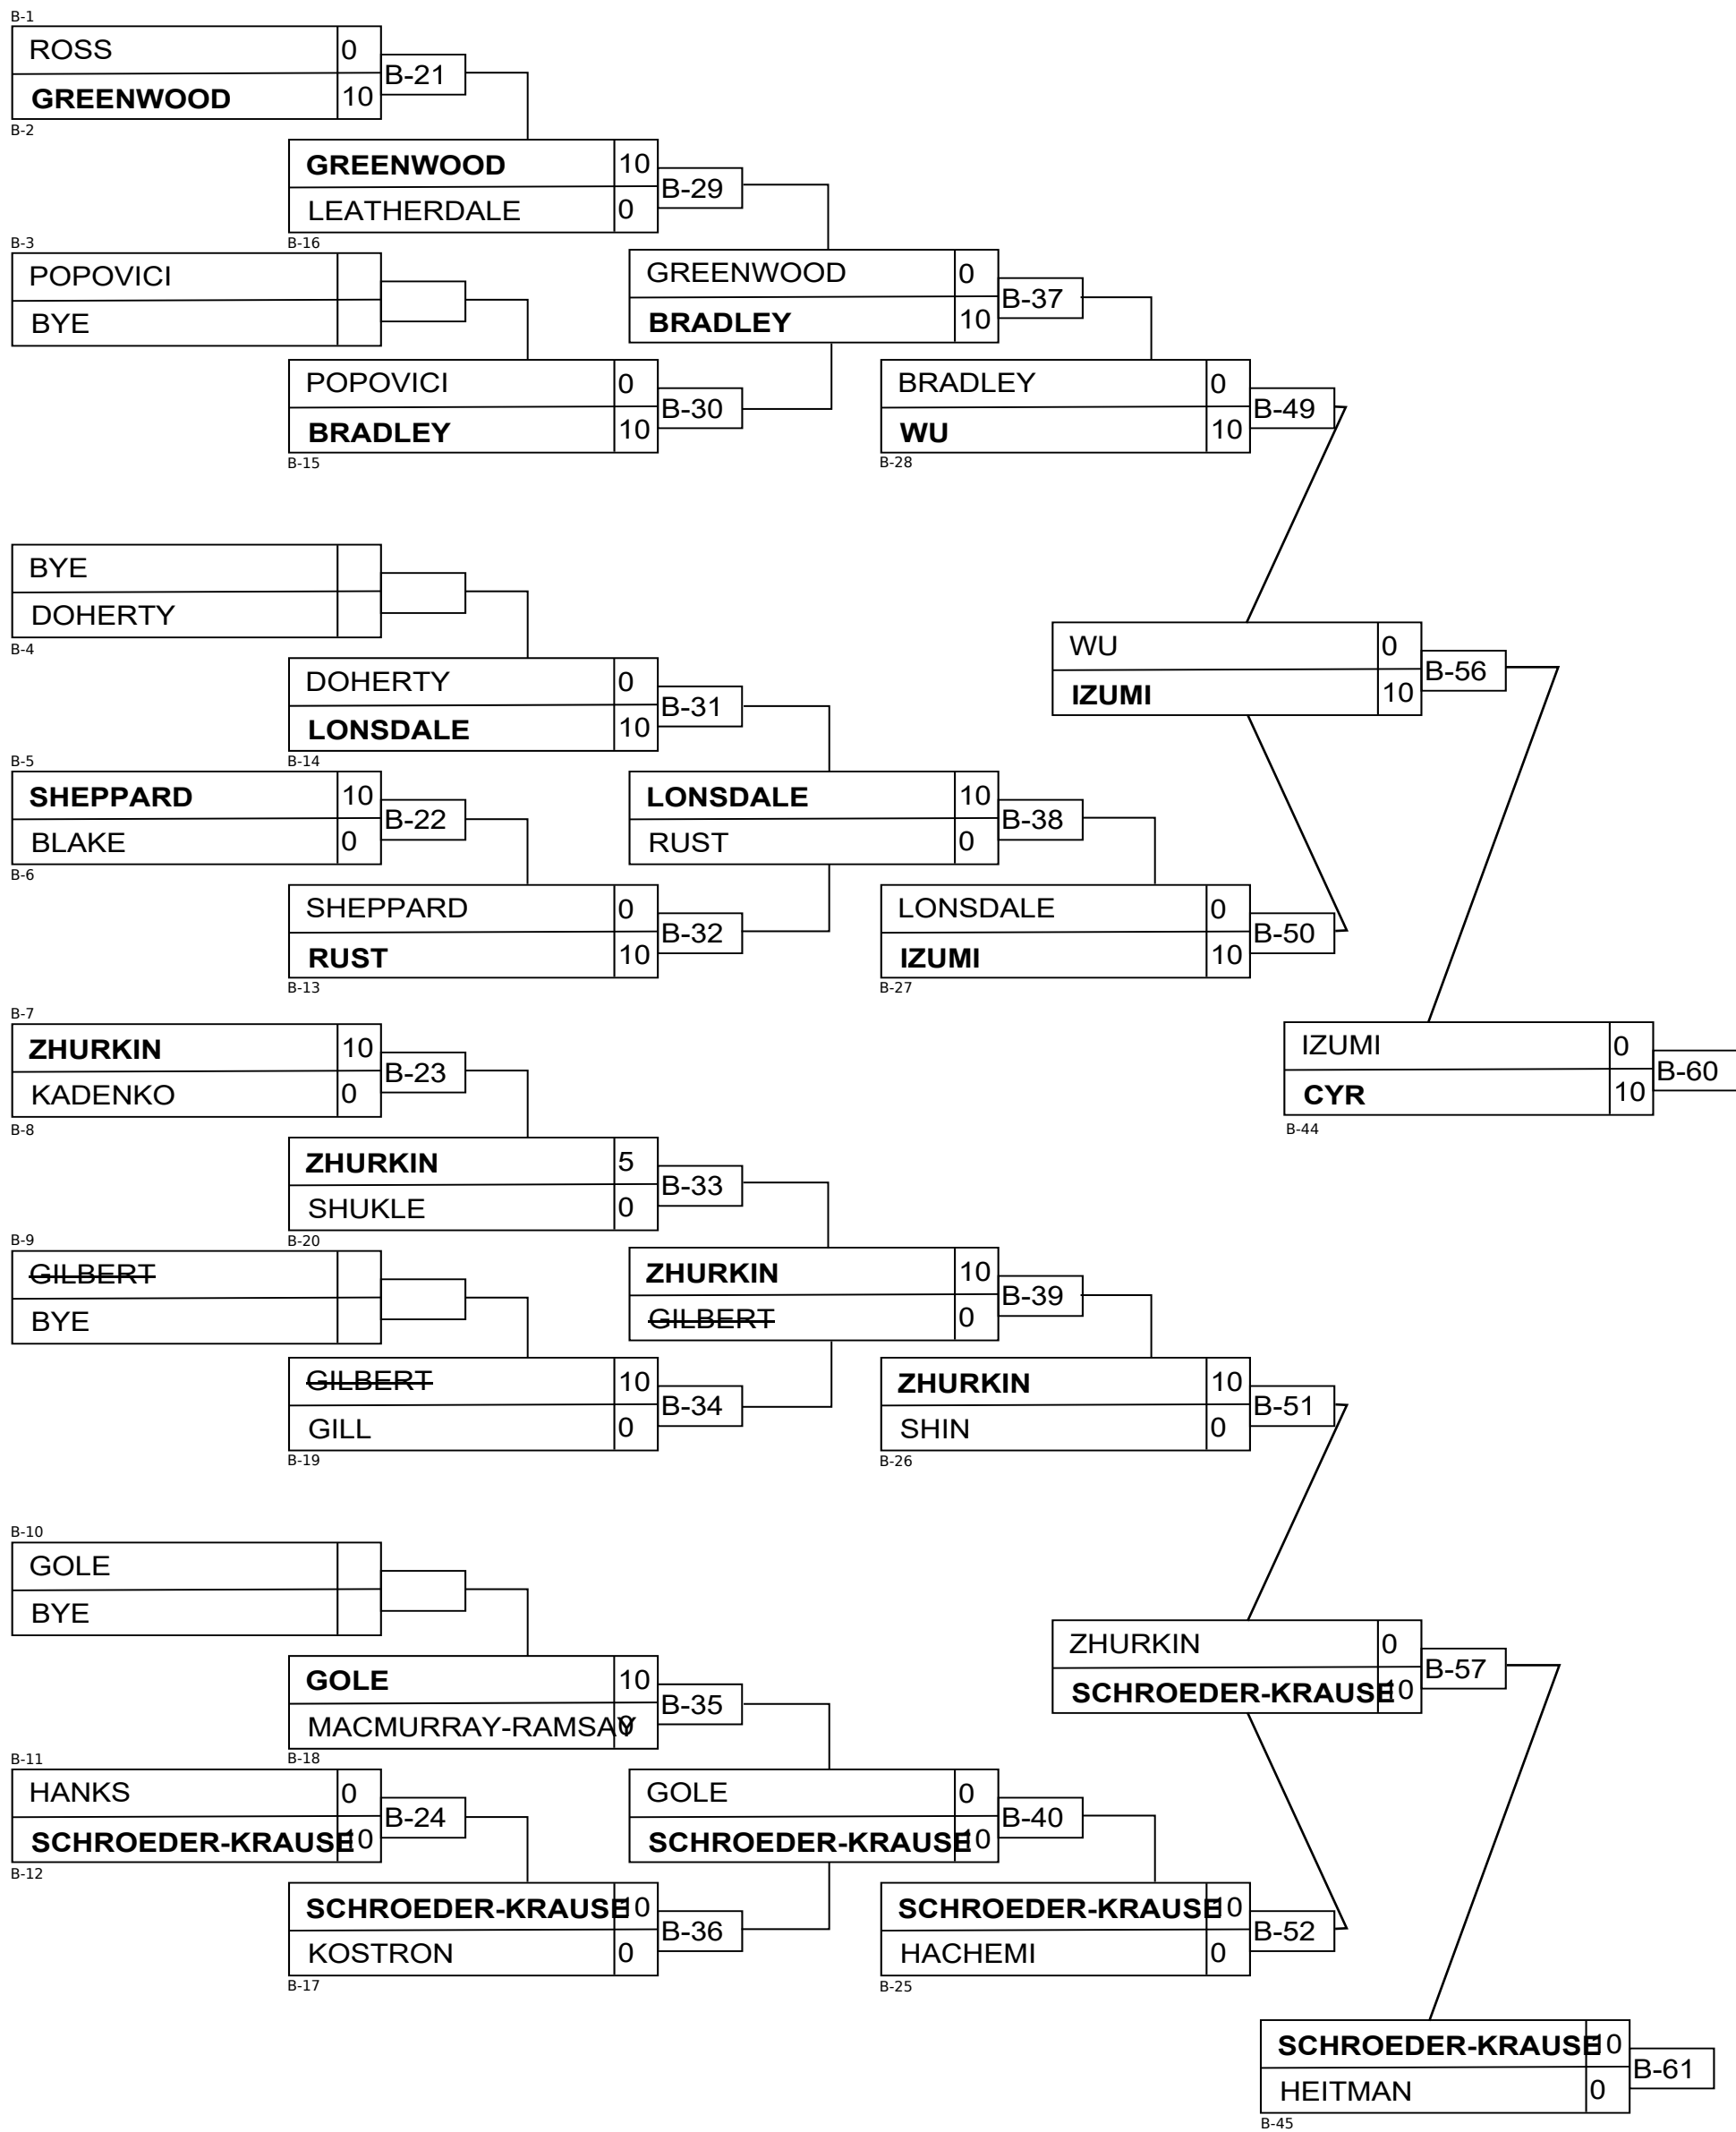 B-1
ROSS 0
B-21
GREENWOOD 10
B-2
GREENWOOD 10
B-29
LEATHERDALE 0
B-16
B-3
POPOVICI
BYE
GREENWOOD 0
B-37
BRADLEY 10
POPOVICI 0
B-30
BRADLEY 10
B-15
BRADLEY 0
B-49
WU 10
B-28
BYE
DOHERTY
B-4
DOHERTY 0
B-31
LONSDALE 10
B-14
WU 0
B-56
IZUMI 10
B-5
SHEPPARD 10
B-22
BLAKE 0
B-6
LONSDALE 10
B-38
RUST 0
SHEPPARD 0
B-32
RUST 10
B-13
LONSDALE 0
B-50
IZUMI 10
B-27
B-7
ZHURKIN 10
B-23
KADENKO 0
B-8
IZUMI 0
B-60
CYR 10
B-44
ZHURKIN 5
B-33
SHUKLE 0
B-20
B-9
GILBERT
BYE
ZHURKIN 10
B-39
GILBERT 0
GILBERT 10
B-34
GILL 0
B-19
ZHURKIN 10
B-51
SHIN 0
B-26
B-10
GOLE
BYE
GOLE 10
B-35
MACMURRAY-RAMSAY 0
B-18
ZHURKIN 0
B-57
SCHROEDER-KRAUSE 10
B-11
HANKS 0
B-24
SCHROEDER-KRAUSE 10
B-12
GOLE 0
B-40
SCHROEDER-KRAUSE 10
SCHROEDER-KRAUSE 10
B-36
KOSTRON 0
B-17
SCHROEDER-KRAUSE 10
B-52
HACHEMI 0
B-25
SCHROEDER-KRAUSE 10
B-61
HEITMAN 0
B-45